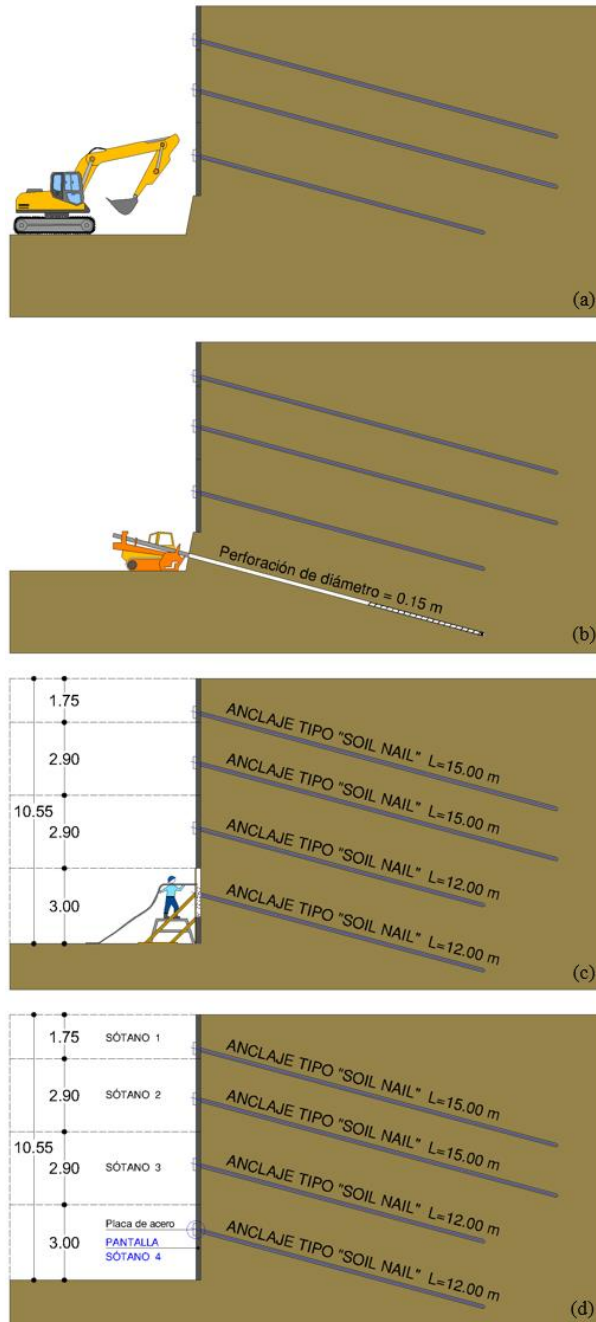 (a)
Perforación de diámetro = 0.15 m
(b)
1.75
2.90
10.55
2.90
3.00
ANCLAJE TIPO "SOIL NAIL" L=15.00 m
ANCLAJE TIPO "SOIL NAIL" L=15.00 m
ANCLAJE TIPO "SOIL NAIL" L=12.00 m
ANCLAJE TIPO "SOIL NAIL" L=12.00 m
(c)
1.75 SÓTANO 1
2.90 SÓTANO 2
10.55
2.90 SÓTANO 3
3.00
Placa de acero
PANTALLA
SÓTANO 4
ANCLAJE TIPO "SOIL NAIL" L=15.00 m
ANCLAJE TIPO "SOIL NAIL" L=15.00 m
ANCLAJE TIPO "SOIL NAIL" L=12.00 m
ANCLAJE TIPO "SOIL NAIL" L=12.00 m
(d)